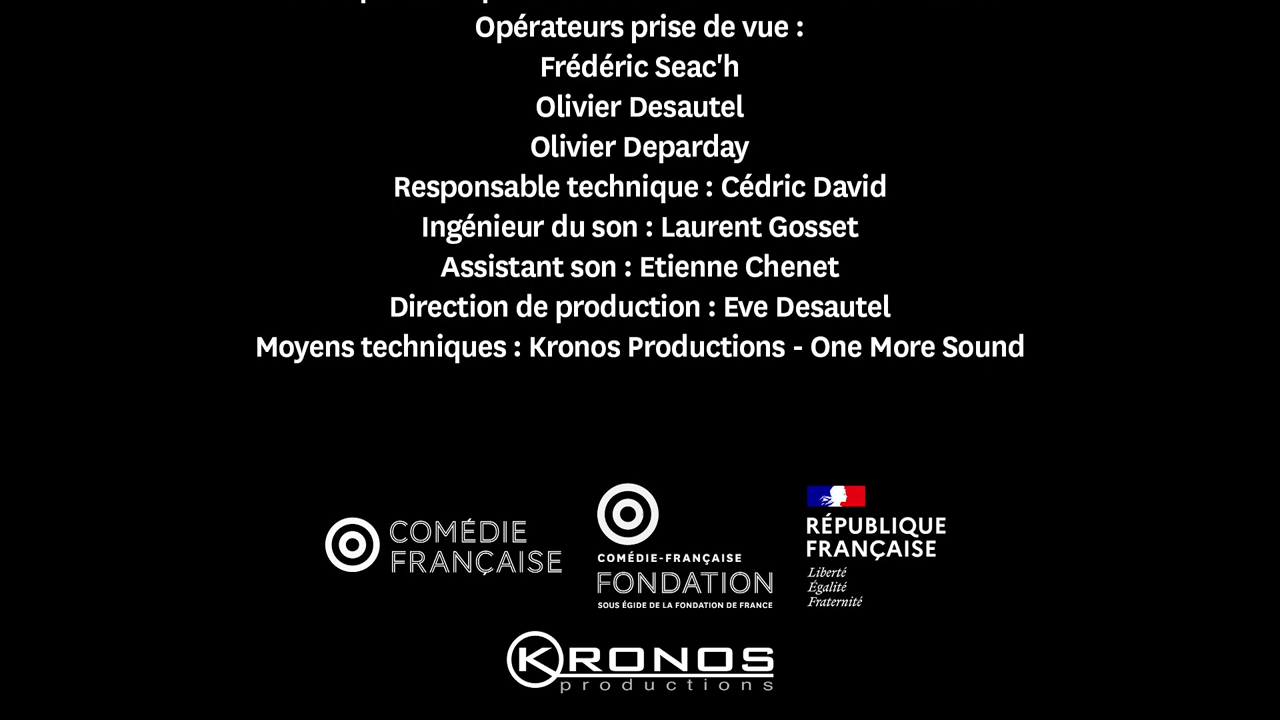 Opérateurs prise de vue :
Frédéric Seac'h
Olivier Desautel
Olivier Deparday
Responsable technique : Cédric David
Ingénieur du son : Laurent Gosset
Assistant son : Etienne Chenet
Direction de production : Eve Desautel
Moyens techniques : Kronos Productions - One More Sound
COMÉDIE
FRANÇAISE
COMÉDIE-FRANÇAISE
FONDATION
SOUS ÉGIDE DE LA FONDATION DE FRANCE
RÉPUBLIQUE
FRANÇAISE
Liberté
Égalité
Fraternité
KRONOS
productions